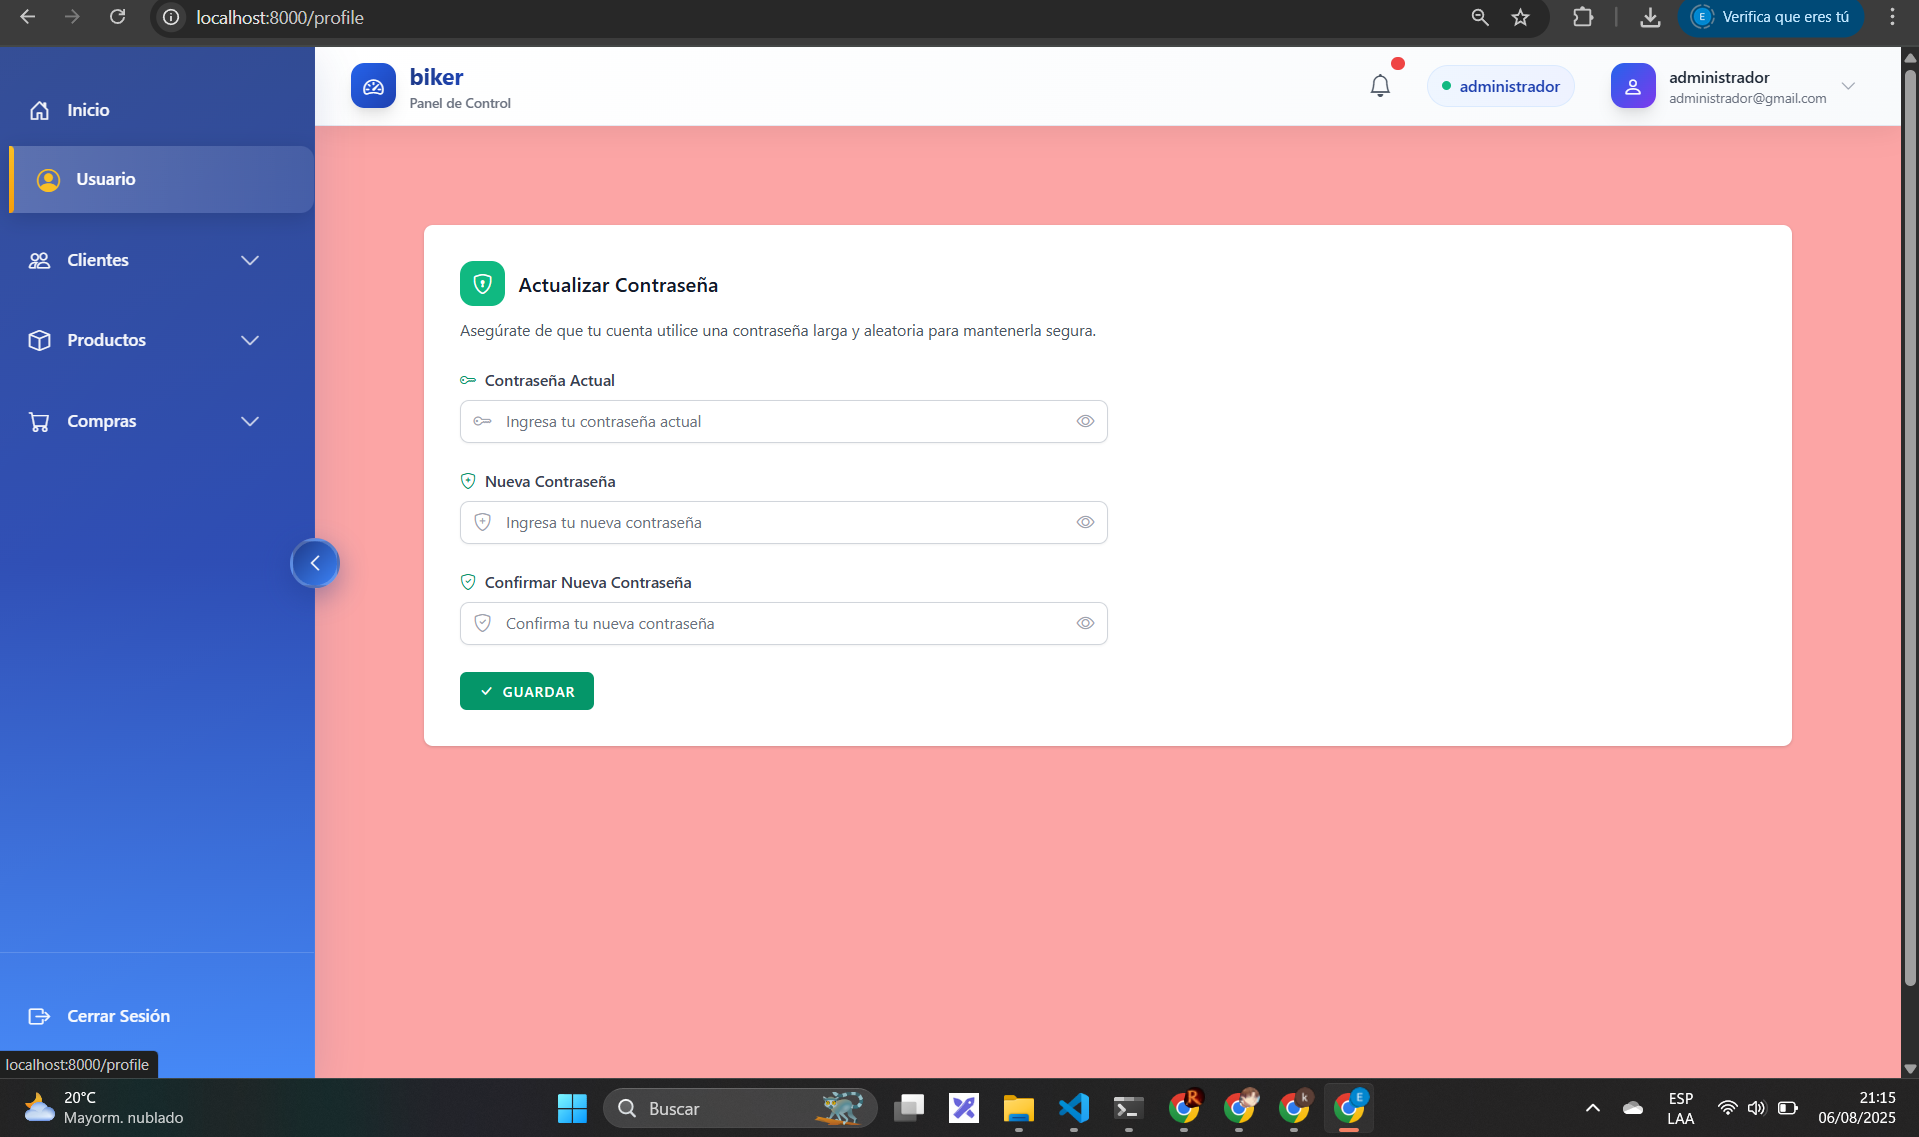 localhost:8000/profile
Verifica que eres tú
Inicio
Usuario
Clientes
Productos
Compras
Cerrar Sesión
localhost:8000/profile
biker
Panel de Control
administrador
administrador
administrador@gmail.com
Actualizar Contraseña
Asegúrate de que tu cuenta utilice una contraseña larga y aleatoria para mantenerla segura.
Contraseña Actual
Ingresa tu contraseña actual
Nueva Contraseña
Ingresa tu nueva contraseña
Confirmar Nueva Contraseña
Confirma tu nueva contraseña
GUARDAR
20°C
Mayorm. nublado
Buscar
ESP
LAA
21:15
06/08/2025